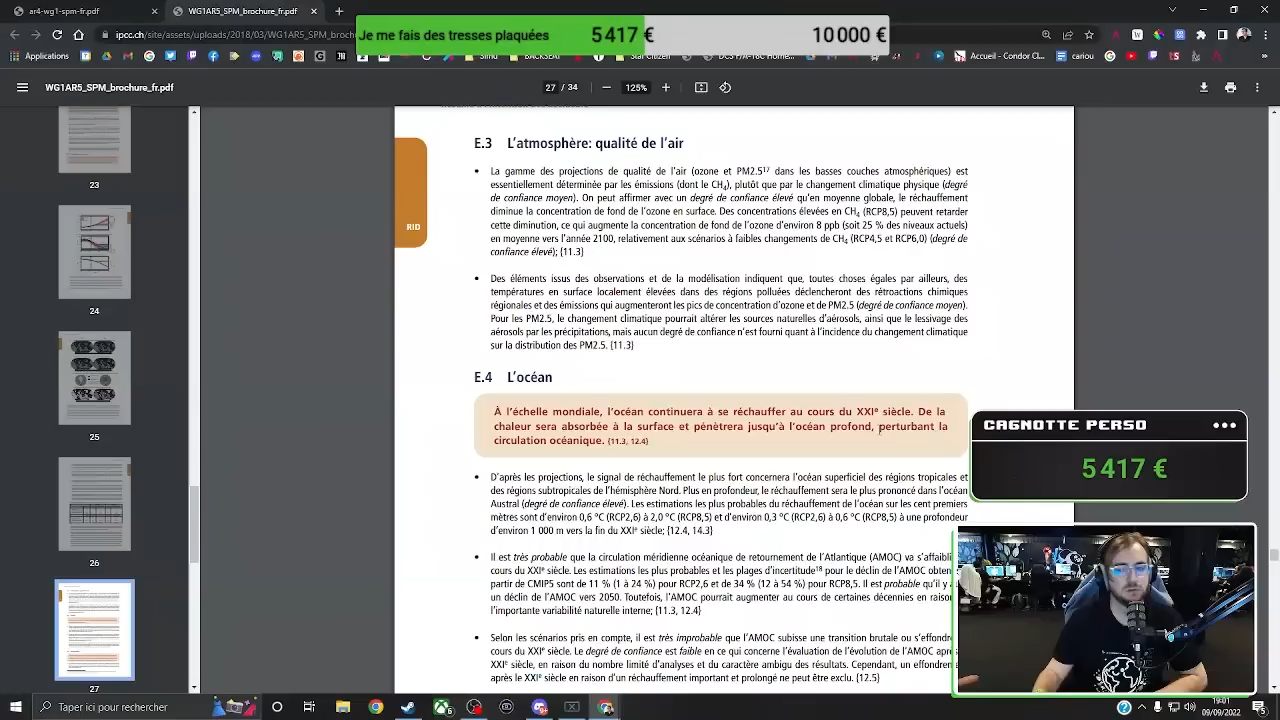 ar4-wg1-spm-fr.pdf
WG1AR5_SPM_brochure_fr.pdf
ipcc.ch/site/assets/uploads/2018/03/WG1AR5_SPM_broch
Je me fais des tresses plaquées 5 417 € 10 000 €
Applications
Accueil - Condor C...
canou
WG1AR5_SPM_brochure_fr.pdf
27 / 34
125%
E.3 L'atmosphère: qualité de l'air
• La gamme des projections de qualité de l'air (ozone et PM2.5¹⁷ dans les basses couches atmosphériques) est
essentiellement déterminée par les émissions (dont le CH₄), plutôt que par le changement climatique physique (degré
de confiance moyen). On peut affirmer avec un degré de confiance élevé qu'en moyenne globale, le réchauffement
diminue la concentration de fond de l'ozone en surface. Des concentrations élevées en CH₄ (RCP8,5) peuvent retarder
cette diminution, ce qui augmente la concentration de fond de l'ozone d'environ 8 ppb (soit 25 % des niveaux actuels)
en moyenne vers l'année 2100, relativement aux scénarios à faibles changements de CH₄ (RCP4,5 et RCP6,0) (degré de
confiance élevé); {11.3}
• Des éléments issus des observations et de la modélisation indiquent que, toutes choses égales par ailleurs, des
températures en surface localement élevées dans des régions polluées déclencheront des rétroactions chimiques
régionales et des émissions qui augmenteront les pics de concentration d'ozone et de PM2.5 (degré de confiance moyen).
Pour les PM2.5, le changement climatique pourrait altérer les sources naturelles d'aérosols, ainsi que le lessivage des
aérosols par les précipitations, mais aucun degré de confiance n'est fourni quant à l'incidence du changement climatique
sur la distribution des PM2.5. {11.3}
RID
E.4 L'océan
À l'échelle mondiale, l'océan continuera à se réchauffer au cours du XXIᵉ siècle. De la
chaleur sera absorbée à la surface et pénètrera jusqu'à l'océan profond, perturbant la
circulation océanique. {11.3, 12.4}
CAGNOTTE PERSO •••
5 417 €
• D'après les projections, le signal de réchauffement le plus fort concernera l'océan superficiel des régions tropicales et
des régions subtropicales de l'hémisphère Nord. Plus en profondeur, le réchauffement sera le plus prononcé dans l'océan
Austral (degré de confiance élevé). Les estimations les plus probables du réchauffement de l'océan sur les cent premiers
mètres sont d'environ 0,6 °C (RCP2,6) à 2,0 °C (RCP8,5) et d'environ 0,3 °C (RCP2,6) à 0,6 °C (RCP8,5) à une profondeur
d'environ 1 000 m vers la fin du XXIᵉ siècle; {12.4, 14.3}
• Il est très probable que la circulation méridienne océanique de retournement de l'Atlantique (AMOC) va s'affaibli
cours du XXIᵉ siècle. Les estimations les plus probables et les plages d'incertitude¹⁸ pour le déclin de l'AMOC obten
artir de CMIP5 sont de 11 % (1 à 24 %) pour RCP2,6 et de 34 % (12 à 54 %) pour RCP8,5. Il est probable qu'il y
un déclin de l'AMOC vers 2050. Toutefois, l'AMOC pourrait augmenter au cours de certaines décennies en raiso
l'importante variabilité naturelle interne; {11.3, 12.4}
• Selon les scénarios pris en compte, il est très improbable que l'AMOC subisse une transition brutale ou s'ef
cours du XXIᵉ siècle. Le degré de confiance est faible en ce qui concerne l'évaluation de l'évolution de l'AMOC
XXIᵉ siècle, en raison du nombre limité d'analyses et du caractère ambigu des résultats. Cependant, un effon
après le XXIᵉ siècle en raison d'un réchauffement important et prolongé ne peut être exclu. {12.5}
27
Taper ici pour rechercher
19:01
09/09/2022